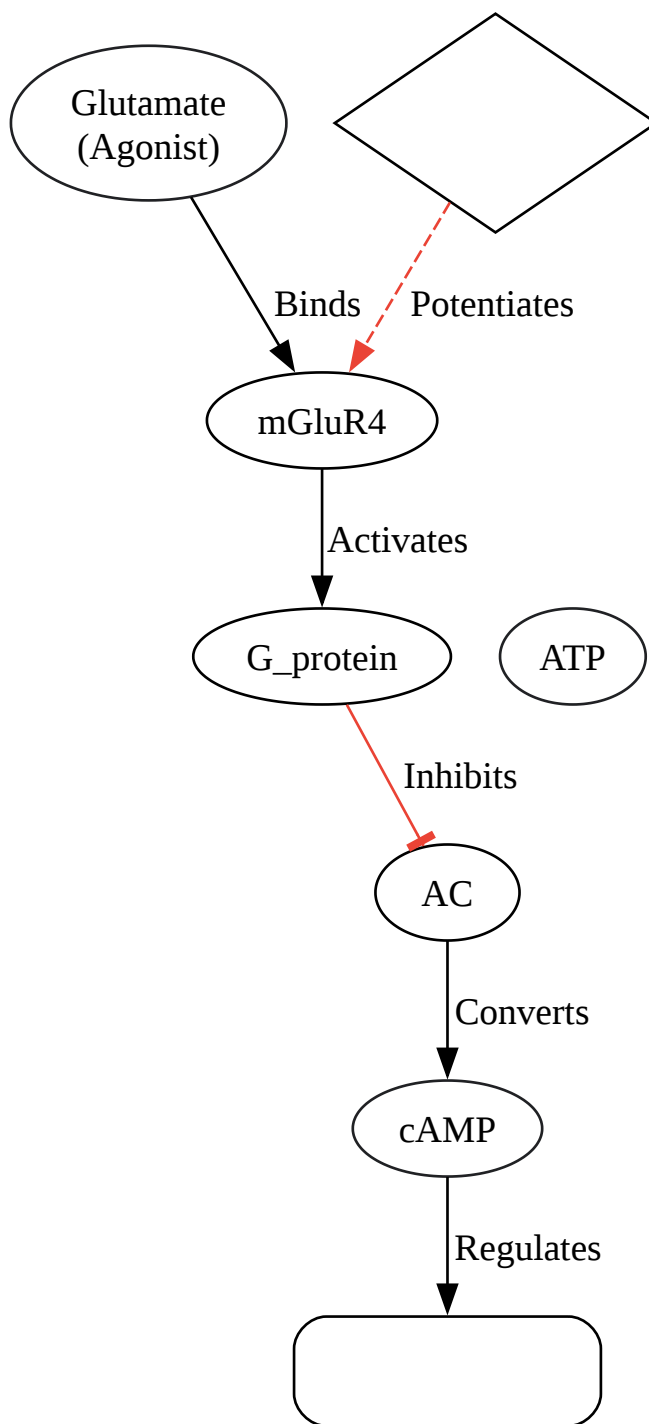 Glutamate
(Agonist)
Binds
Potentiates
mGluR4
Activates
G_protein
ATP
Inhibits
AC
Converts
cAMP
Regulates